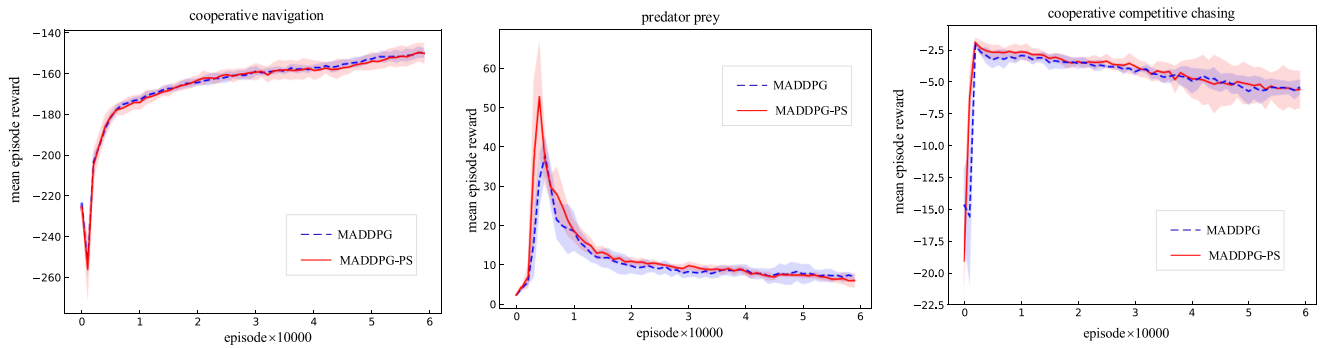 cooperative navigation
−140
−160
−180
−200
−220
−240
−260
mean episode reward
MADDPG
MADDPG-PS
0 1 2 3 4 5 6
episode×10000
predator prey
60
50
40
30
20
10
0
mean episode reward
MADDPG
MADDPG-PS
0 1 2 3 4 5 6
episode×10000
cooperative competitive chasing
−2.5
−5.0
−7.5
−10.0
−12.5
−15.0
−17.5
−20.0
−22.5
mean episode reward
MADDPG
MADDPG-PS
0 1 2 3 4 5 6
episode×10000